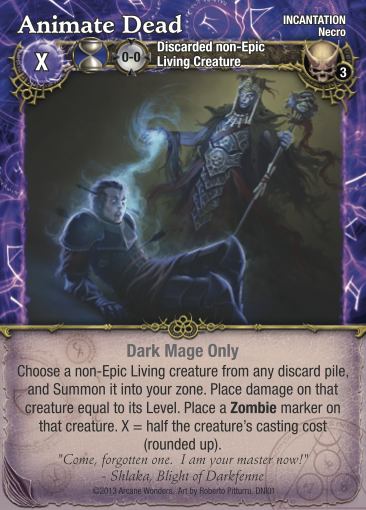 Animate Dead
INCANTATION
Necro
X
0-0
Discarded non-Epic
Living Creature
3
Dark Mage Only
Choose a non-Epic Living creature from any discard pile,
and Summon it into your zone. Place damage on that
creature equal to its Level. Place a Zombie marker on
that creature. X = half the creature's casting cost
(rounded up).
"Come, forgotten one. I am your master now!"
- Shlaka, Blight of Darkfenne
©2013 Arcane Wonders. Art by Roberto Pitturru. DNI01